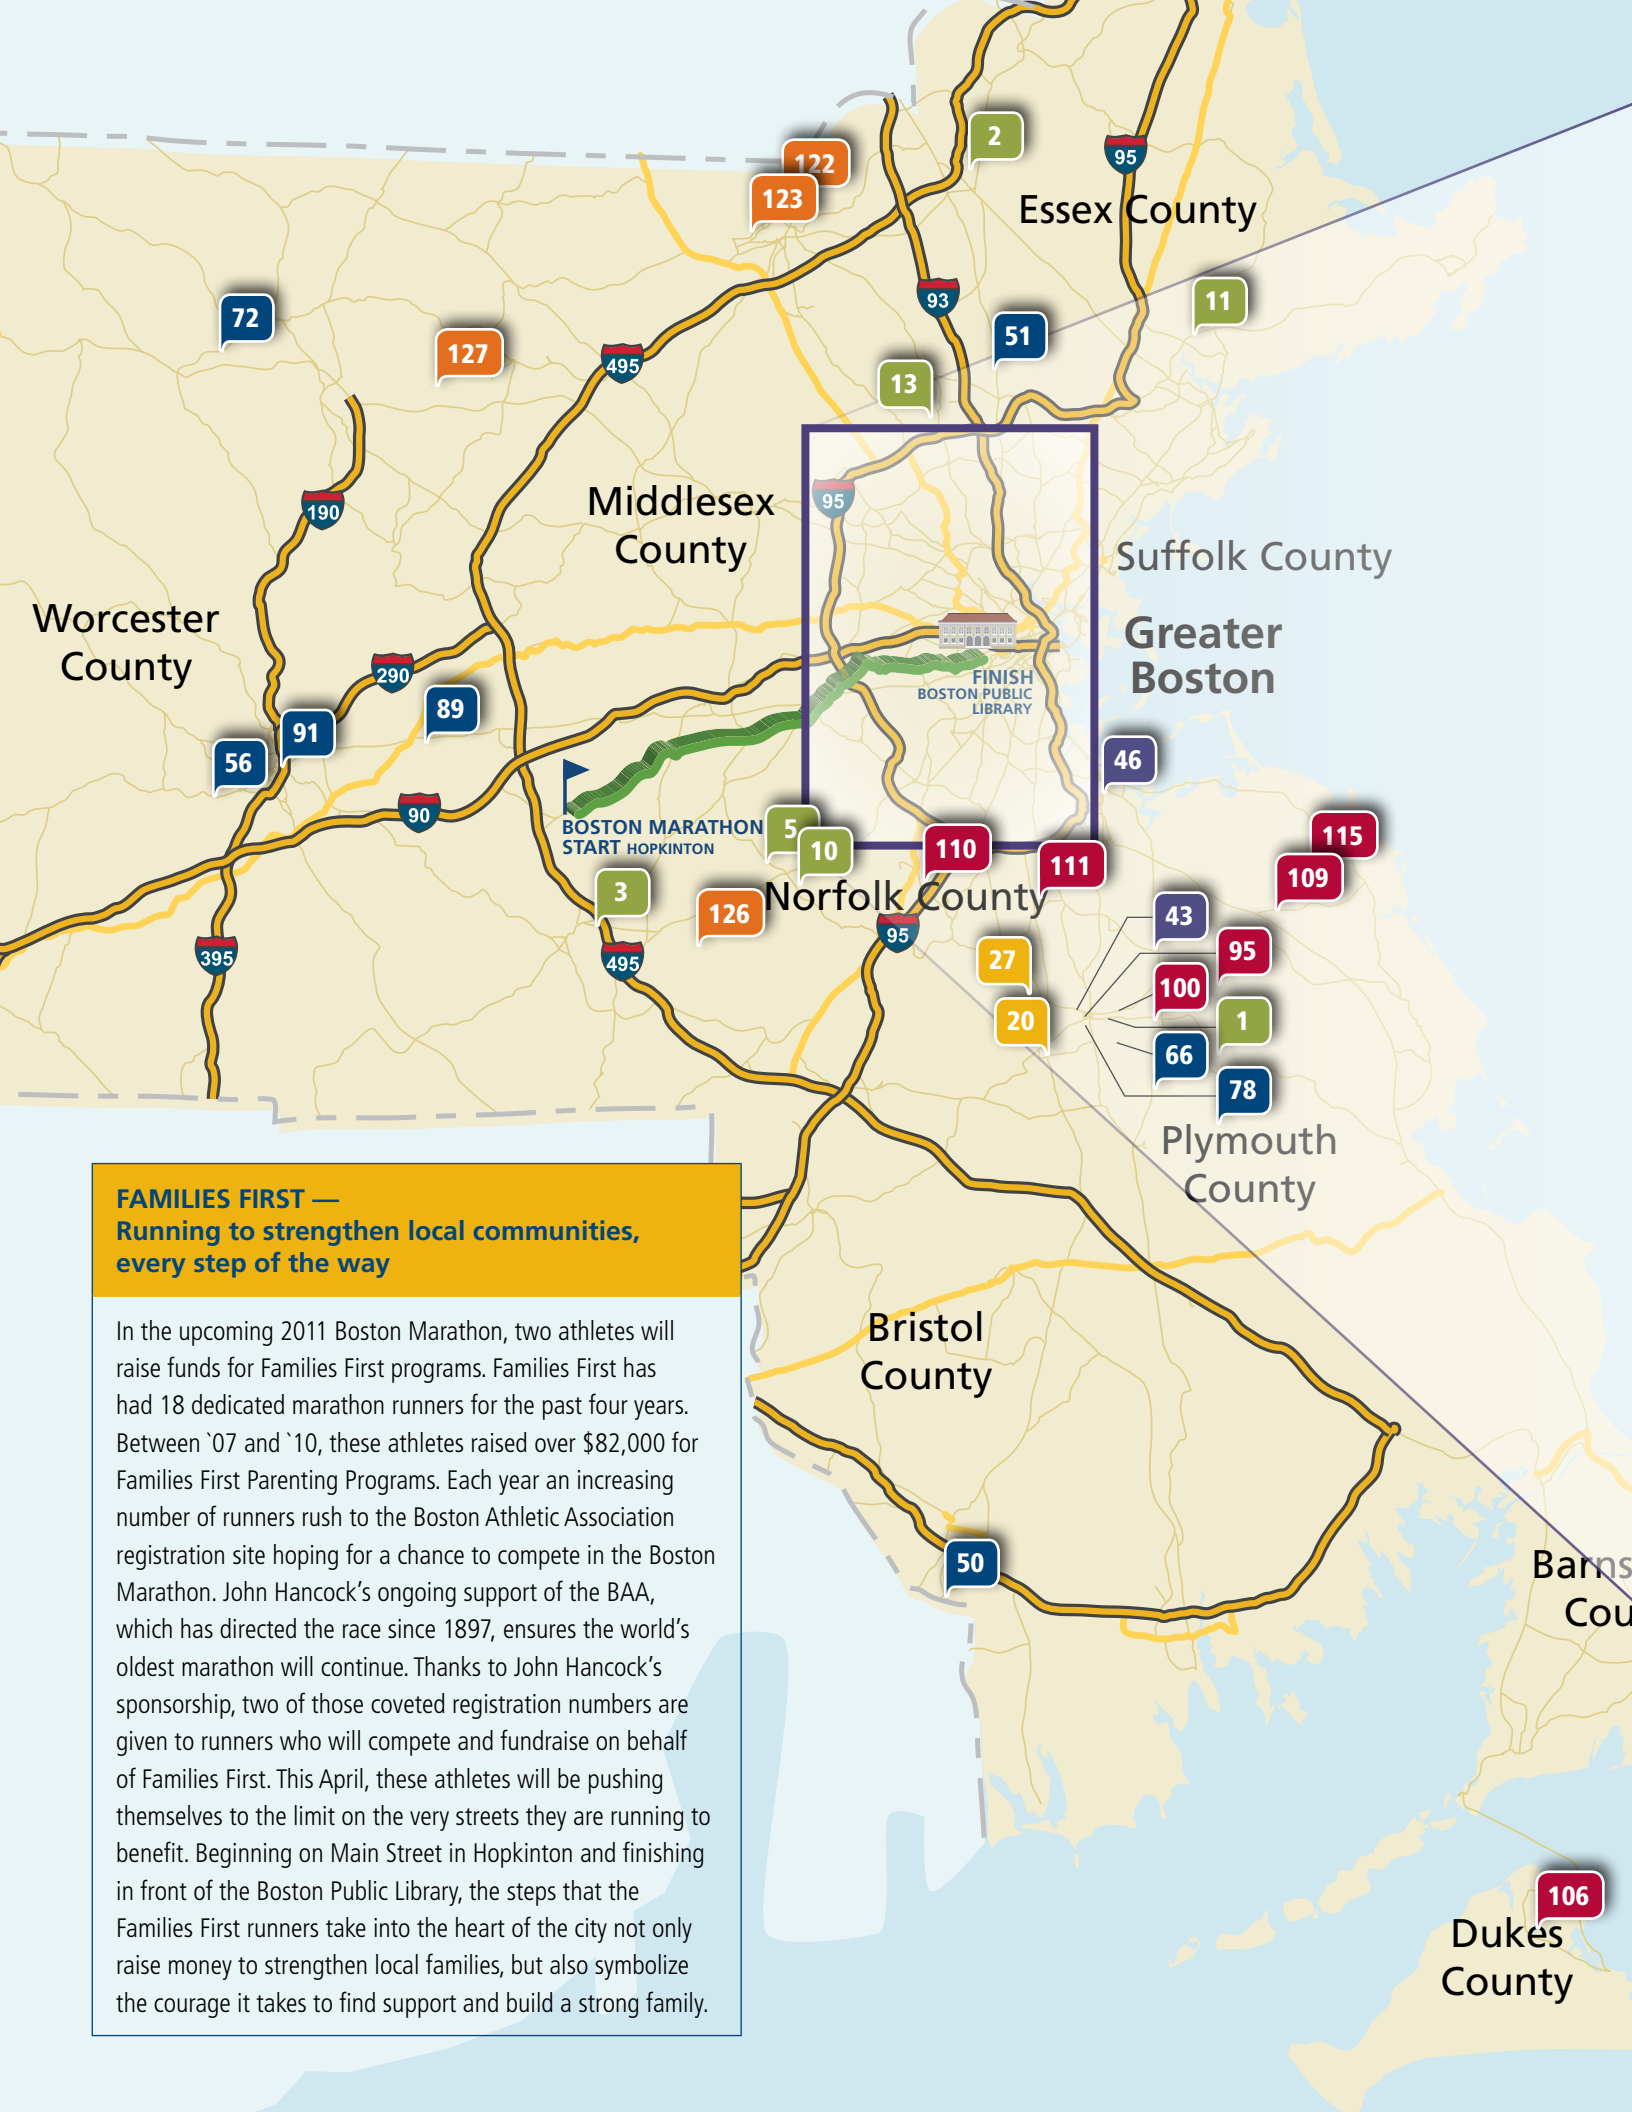 122
2
123
95
Essex County
93
11
72
51
127
495
13
95
190
Middlesex
County
Suffolk County
Worcester
County
Greater
Boston
290
FINISH
BOSTON PUBLIC
LIBRARY
89
91
56
46
90
BOSTON MARATHON
START HOPKINTON
5
10
110
111
115
109
3
126
Norfolk County
95
43
95
27
395
495
100
20
1
66
78
Plymouth
County
FAMILIES FIRST —
Running to strengthen local communities,
every step of the way
In the upcoming 2011 Boston Marathon, two athletes will
raise funds for Families First programs. Families First has
had 18 dedicated marathon runners for the past four years.
Between `07 and `10, these athletes raised over $82,000 for
Families First Parenting Programs. Each year an increasing
number of runners rush to the Boston Athletic Association
registration site hoping for a chance to compete in the Boston
Marathon. John Hancock’s ongoing support of the BAA,
which has directed the race since 1897, ensures the world’s
oldest marathon will continue. Thanks to John Hancock’s
sponsorship, two of those coveted registration numbers are
given to runners who will compete and fundraise on behalf
of Families First. This April, these athletes will be pushing
themselves to the limit on the very streets they are running to
benefit. Beginning on Main Street in Hopkinton and finishing
in front of the Boston Public Library, the steps that the
Families First runners take into the heart of the city not only
raise money to strengthen local families, but also symbolize
the courage it takes to find support and build a strong family.
Bristol
County
50
Barns
Cou
106
Dukes
County